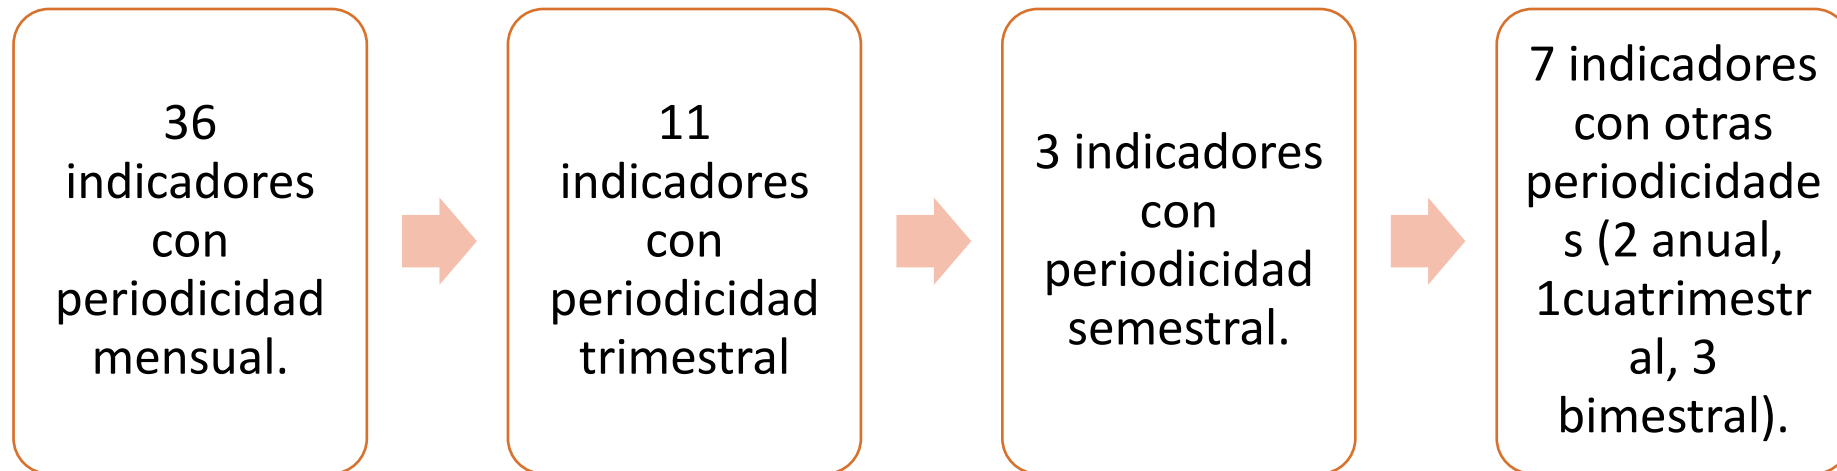 36
indicadores
con
periodicidad
mensual.
11
indicadores
con
periodicidad
trimestral
3 indicadores
con
periodicidad
semestral.
7 indicadores
con otras
periodicidade
s (2 anual,
1cuatrimestr
al, 3
bimestral).